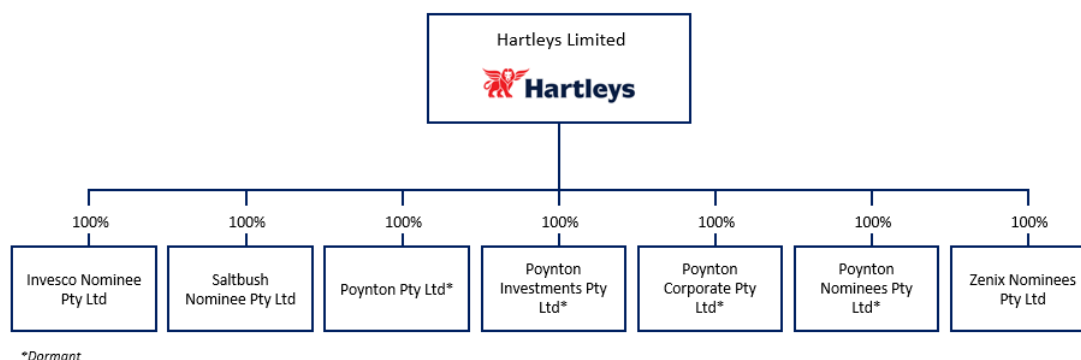 Hartleys Limited
Hartleys
100%
100%
100%
100%
100%
100%
100%
Invesco Nominee
Pty Ltd
Saltbush
Nominee Pty Ltd
Poynton Pty Ltd*
Poynton
Investments Pty
Ltd*
Poynton
Corporate Pty
Ltd*
Poynton
Nominees Pty
Ltd*
Zenix Nominees
Pty Ltd
*Dormant